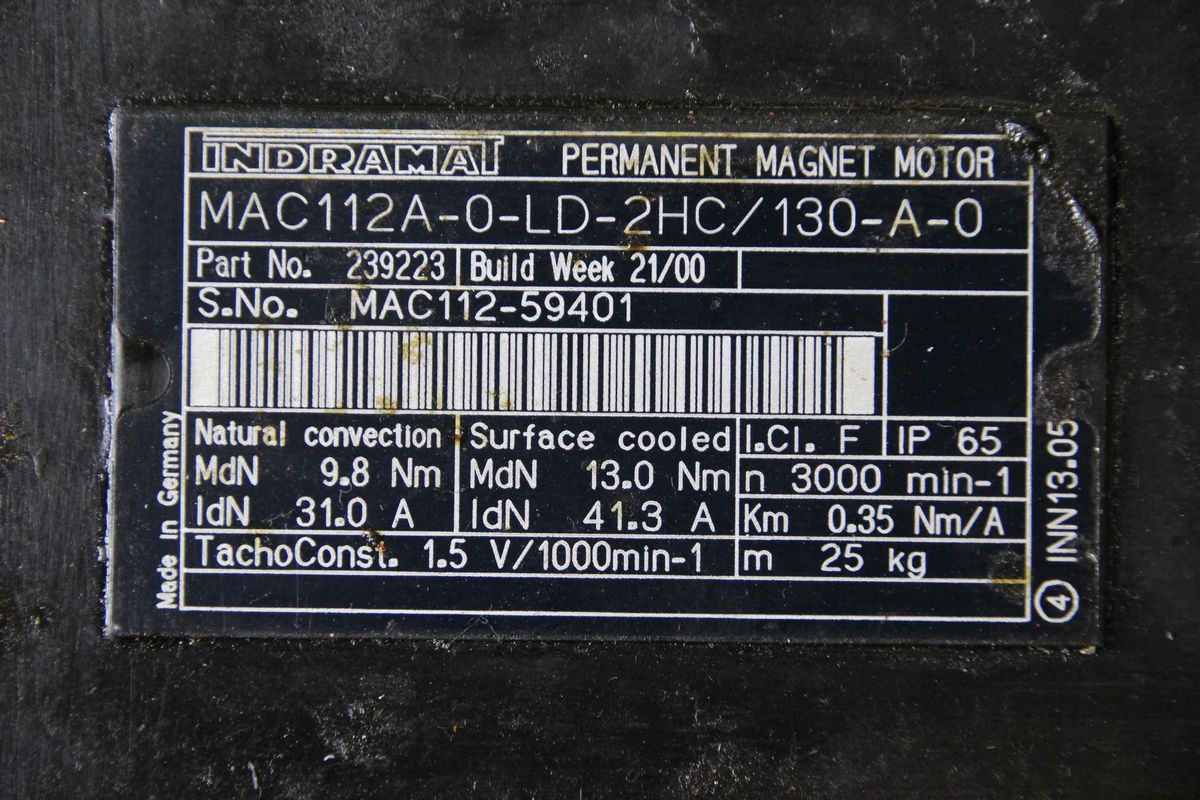 INDRAMAT PERMANENT MAGNET MOTOR
MAC112A-0-LD-2HC/130-A-0
Part No. 239223 Build Week 21/00
S.No. MAC112-59401
Natural convection Surface cooled I.Cl. F IP 65
MdN 9.8 Nm MdN 13.0 Nm n 3000 min-1
IdN 31.0 A IdN 41.3 A Km 0.35 Nm/A
TachoConst. 1.5 V/1000min-1 m 25 kg
Made in Germany
4 INN13.05